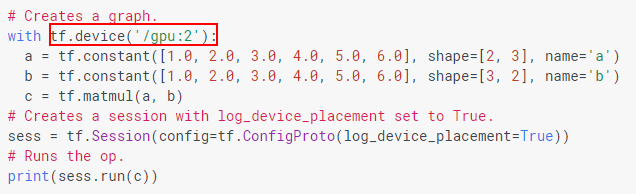 # Creates a graph.
with tf.device('/gpu:2'):
  a = tf.constant([1.0, 2.0, 3.0, 4.0, 5.0, 6.0], shape=[2, 3], name='a')
  b = tf.constant([1.0, 2.0, 3.0, 4.0, 5.0, 6.0], shape=[3, 2], name='b')
  c = tf.matmul(a, b)
# Creates a session with log_device_placement set to True.
sess = tf.Session(config=tf.ConfigProto(log_device_placement=True))
# Runs the op.
print(sess.run(c))